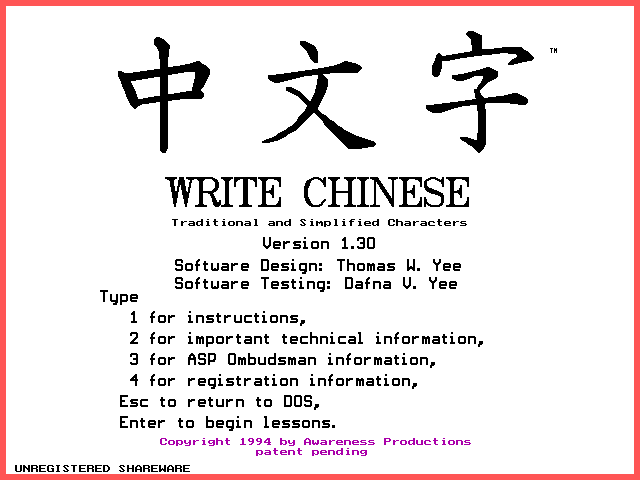 中文字™
WRITE CHINESE
Traditional and Simplified Characters
Version 1.30
Software Design: Thomas W. Yee
Software Testing: Dafna V. Yee
Type
1 for instructions,
2 for important technical information,
3 for ASP Ombudsman information,
4 for registration information,
Esc to return to DOS,
Enter to begin lessons.
Copyright 1994 by Awareness Productions
patent pending
UNREGISTERED SHAREWARE